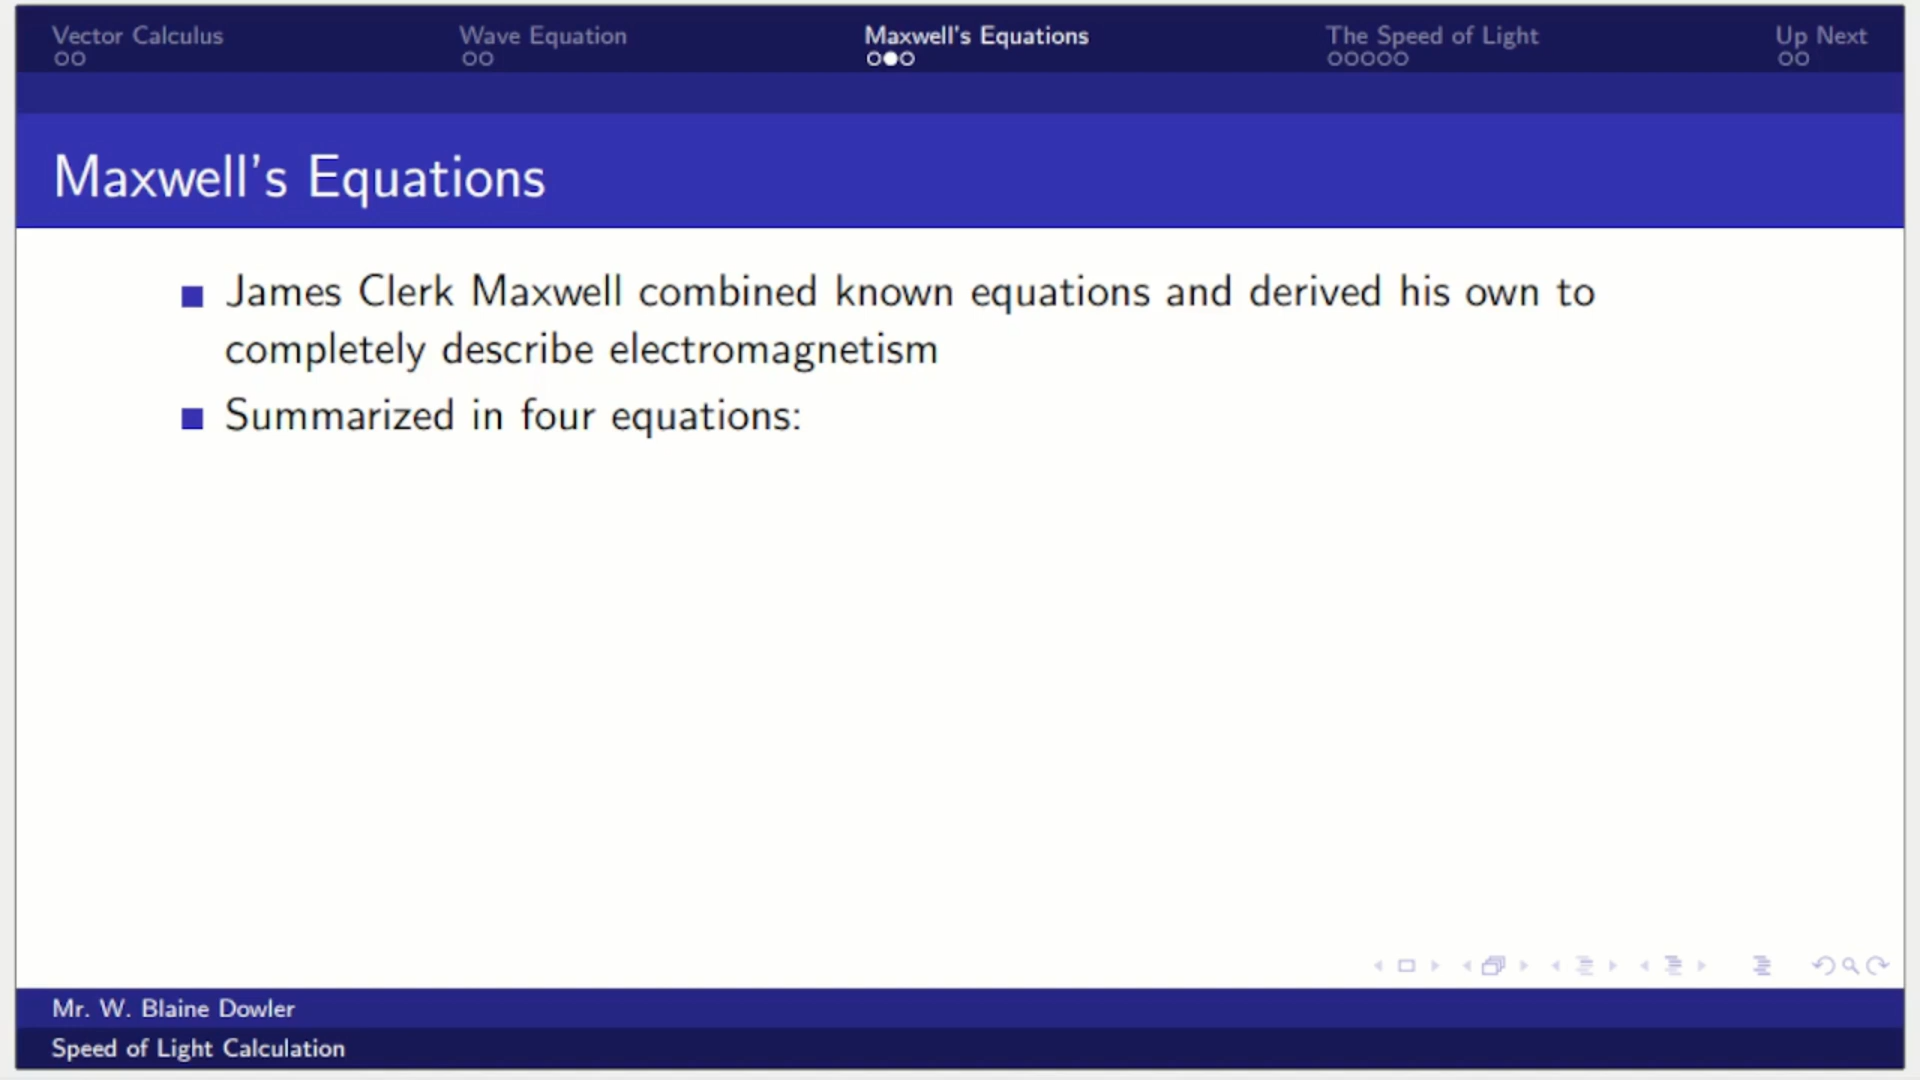 Vector Calculus
Wave Equation
Maxwell's Equations
The Speed of Light
Up Next
Maxwell's Equations
James Clerk Maxwell combined known equations and derived his own to
completely describe electromagnetism
Summarized in four equations:
Mr. W. Blaine Dowler
Speed of Light Calculation